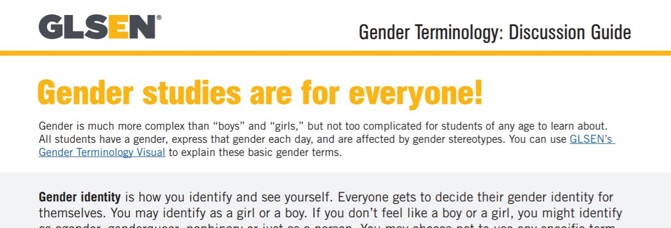 GLSEN®
Gender Terminology: Discussion Guide
Gender studies are for everyone!
Gender is much more complex than “boys” and “girls,” but not too complicated for students of any age to learn about.
All students have a gender, express that gender each day, and are affected by gender stereotypes. You can use GLSEN’s
Gender Terminology Visual to explain these basic gender terms.
Gender identity is how you identify and see yourself. Everyone gets to decide their gender identity for
themselves. You may identify as a girl or a boy. If you don’t feel like a boy or a girl, you might identify
as agender, genderqueer, nonbinary or just as a person. You may choose not to use any specific term